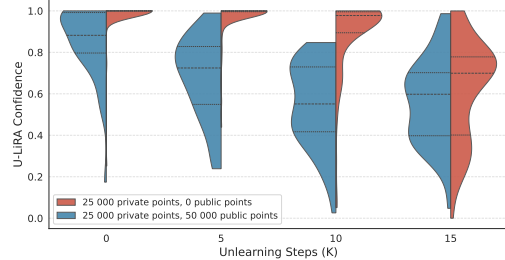 1.0
0.8
0.6
0.4
0.2
0.0
U-LiRA Confidence
25 000 private points, 0 public points
25 000 private points, 50 000 public points
0 5 10 15
Unlearning Steps (K)